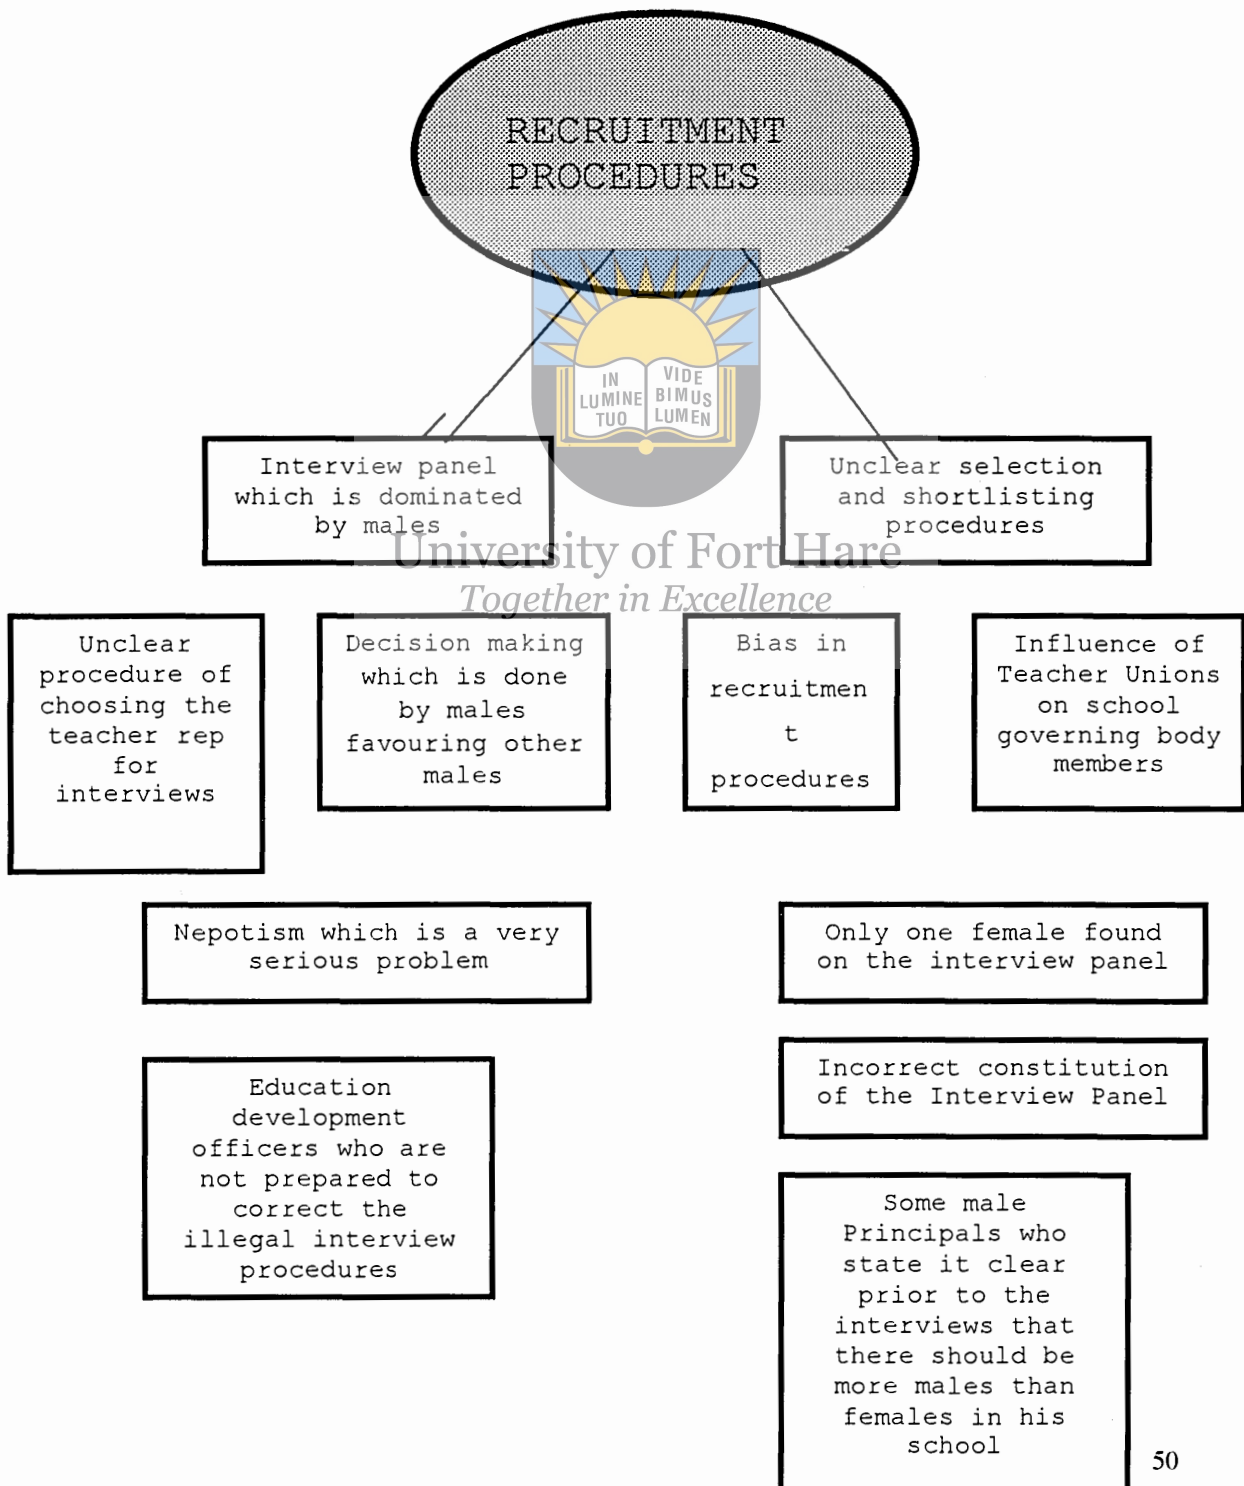 RECRUITMENT
PROCEDURES
IN
LUMINE
TUO
VIDE
BIMUS
LUMEN
Interview panel
which is dominated
by males
Unclear selection
and shortlisting
procedures
University of Fort Hare
Together in Excellence
Unclear
procedure of
choosing the
teacher rep
for
interviews
Decision making
which is done
by males
favouring other
males
Bias in
recruitmen
t
procedures
Influence of
Teacher Unions
on school
governing body
members
Nepotism which is a very
serious problem
Only one female found
on the interview panel
Education
development
officers who are
not prepared to
correct the
illegal interview
procedures
Incorrect constitution
of the Interview Panel
Some male
Principals who
state it clear
prior to the
interviews that
there should be
more males than
females in his
school
50